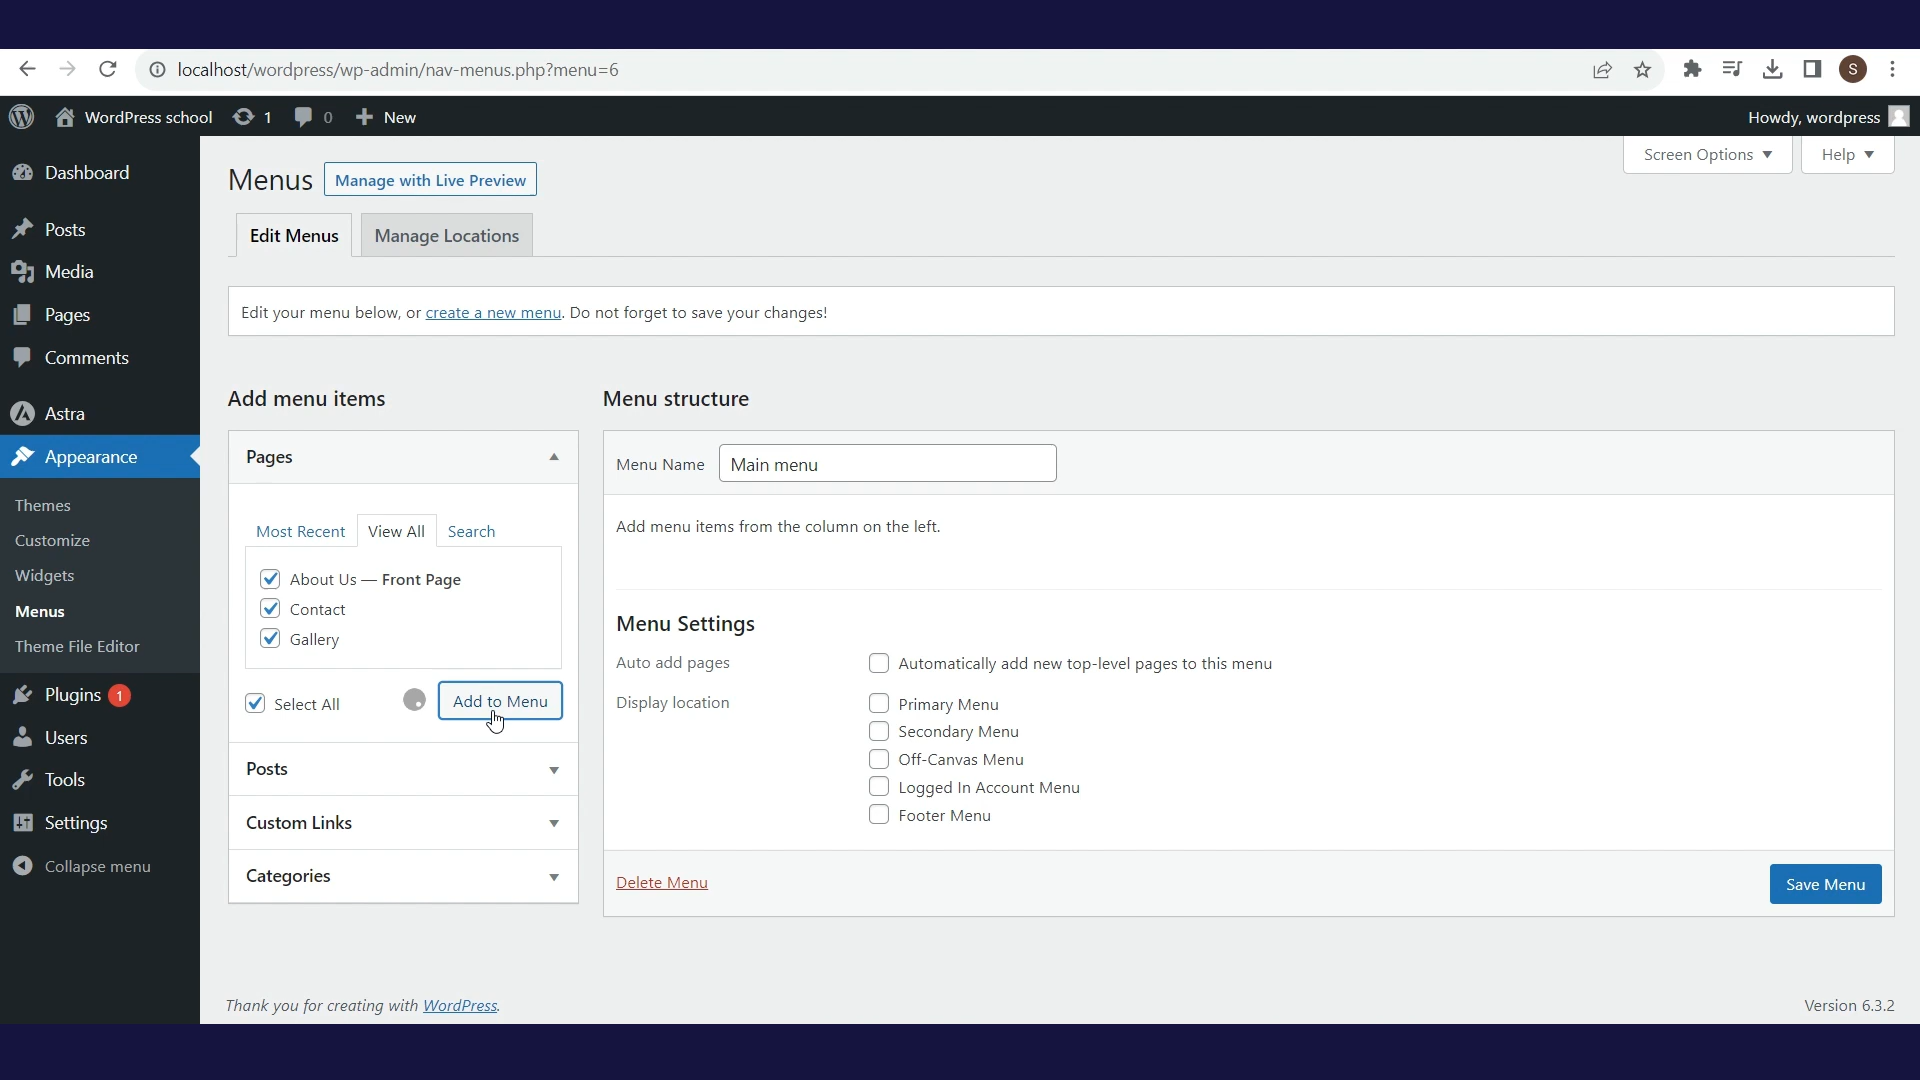 localhost/wordpress/wp-admin/nav-menus.php?menu=6
S
WordPress school 1 0 New
Howdy, wordpress
Dashboard
Posts
Media
Pages
Comments
Astra
Appearance
Themes
Customize
Widgets
Menus
Theme File Editor
Plugins 1
Users
Tools
Settings
Collapse menu
Screen Options Help
Menus Manage with Live Preview
Edit Menus Manage Locations
Edit your menu below, or create a new menu. Do not forget to save your changes!
Add menu items
Pages
Most Recent View All Search
About Us — Front Page
Contact
Gallery
Select All Add to Menu
Posts
Custom Links
Categories
Menu structure
Menu Name Main menu
Add menu items from the column on the left.
Menu Settings
Auto add pages Automatically add new top-level pages to this menu
Display location Primary Menu
Secondary Menu
Off-Canvas Menu
Logged In Account Menu
Footer Menu
Delete Menu Save Menu
Thank you for creating with WordPress. Version 6.3.2